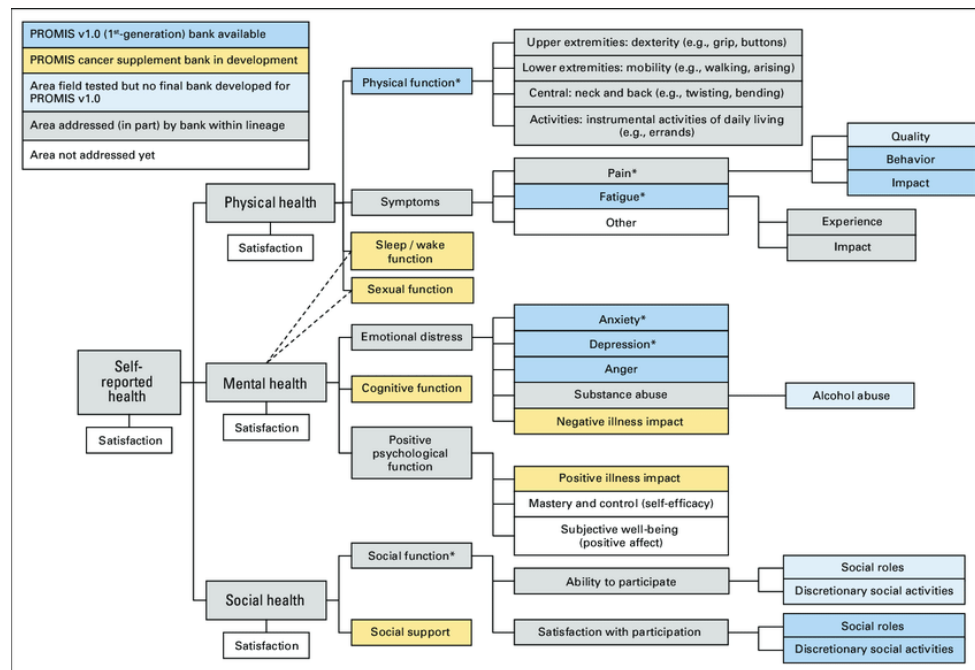 PROMIS v1.0 (1st-generation) bank available
PROMIS cancer supplement bank in development
Area field tested but no final bank developed for
PROMIS v1.0
Area addressed (in part) by bank within lineage
Area not addressed yet
Self-
reported
health
Satisfaction
Physical health
Satisfaction
Physical function*
Upper extremities: dexterity (e.g., grip, buttons)
Lower extremities: mobility (e.g., walking, arising)
Central: neck and back (e.g., twisting, bending)
Activities: instrumental activities of daily living
(e.g., errands)
Symptoms
Pain*
Fatigue*
Other
Quality
Behavior
Impact
Experience
Impact
Sleep / wake
function
Sexual function
Mental health
Satisfaction
Emotional distress
Anxiety*
Depression*
Anger
Substance abuse
Negative illness impact
Alcohol abuse
Cognitive function
Positive
psychological
function
Positive illness impact
Mastery and control (self-efficacy)
Subjective well-being
(positive affect)
Social health
Satisfaction
Social function*
Ability to participate
Social roles
Discretionary social activities
Satisfaction with participation
Social roles
Discretionary social activities
Social support